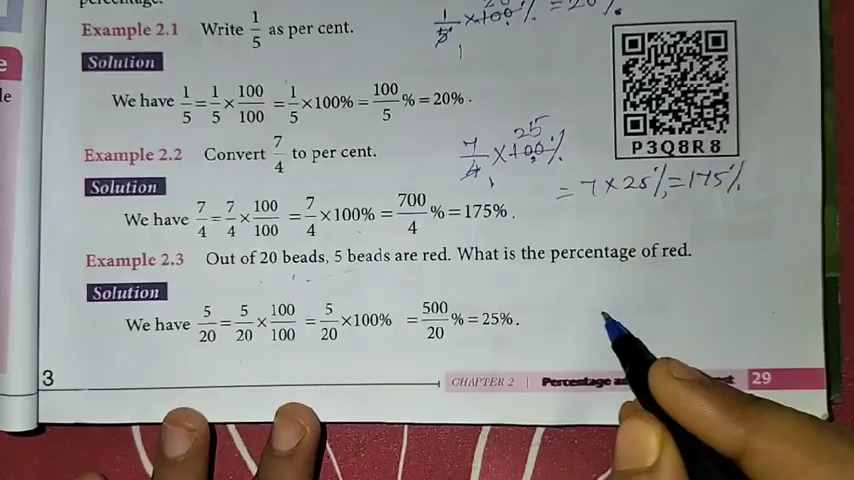 percentage.
Example 2.1 Write 1/5 as per cent.
1/5 × 100% = 20%
Solution
We have 1/5 = 1/5 × 100/100 = 1/5 × 100% = 100/5 % = 20% .
P3Q8R8
Example 2.2 Convert 7/4 to per cent.
7/4 × 100% 25
1
= 7 × 25% = 175%
Solution
We have 7/4 = 7/4 × 100/100 = 7/4 × 100% = 700/4 % = 175% .
Example 2.3 Out of 20 beads, 5 beads are red. What is the percentage of red.
Solution
We have 5/20 = 5/20 × 100/100 = 5/20 × 100% = 500/20 % = 25% .
3
CHAPTER 2 | Percentage 29